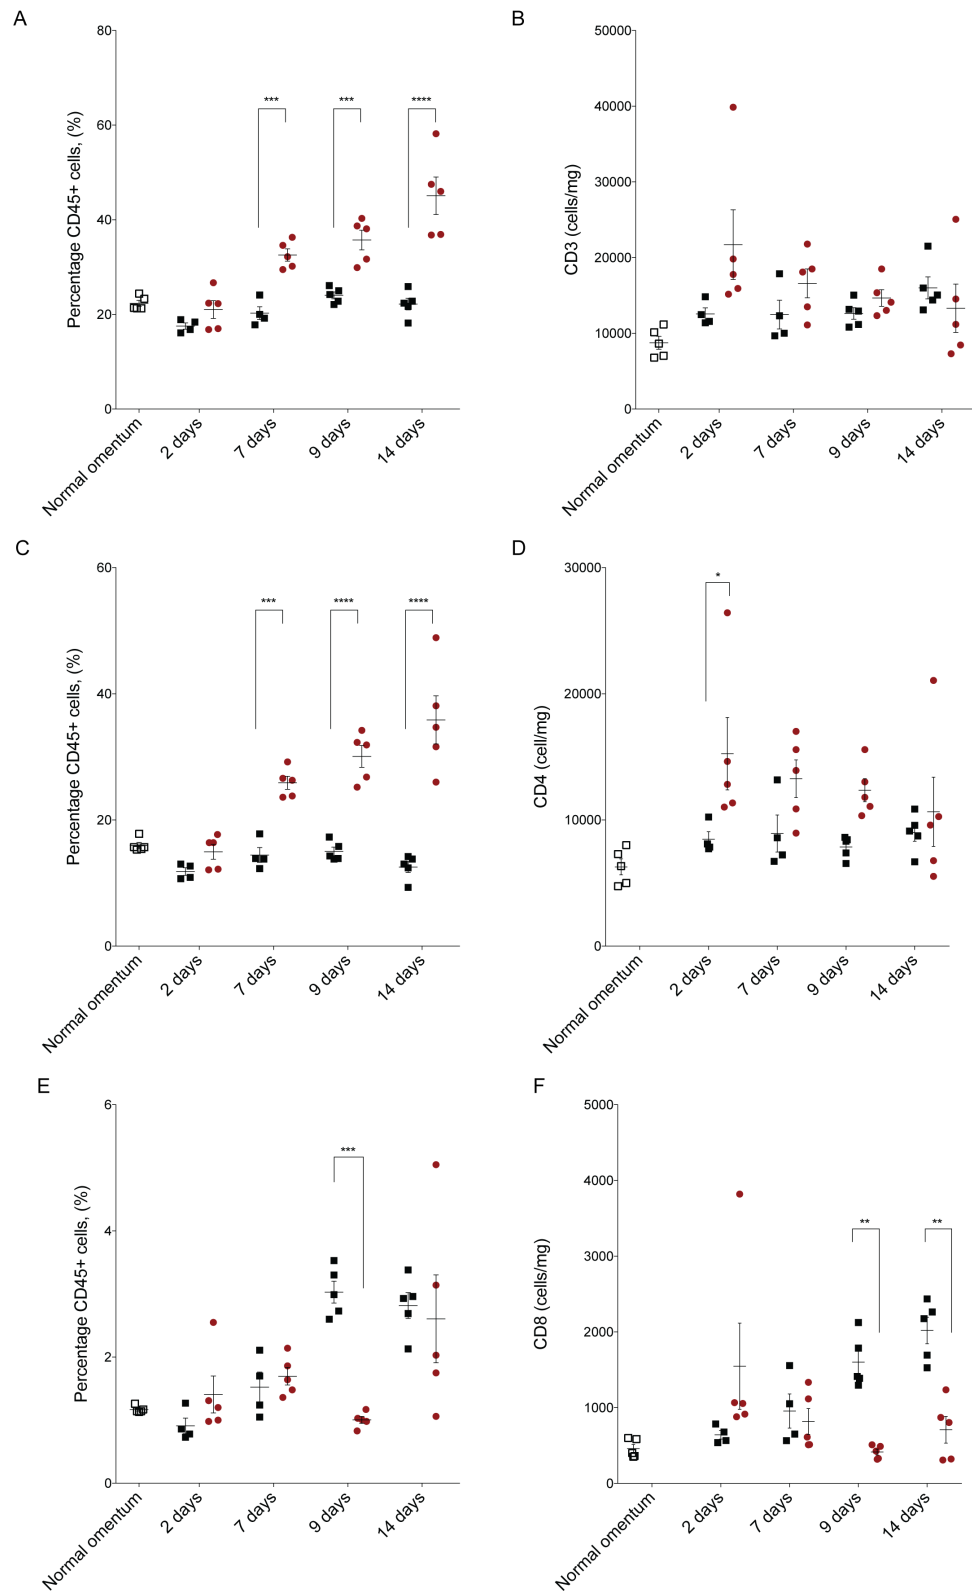 A
Percentage CD45+ cells, (%)
80
60
40
20
0
***
***
****
Normal omentum
2 days
7 days
9 days
14 days
B
CD3 (cells/mg)
50000
40000
30000
20000
10000
0
Normal omentum
2 days
7 days
9 days
14 days
C
Percentage CD45+ cells, (%)
60
40
20
0
***
****
****
Normal omentum
2 days
7 days
9 days
14 days
D
CD4 (cell/mg)
30000
20000
10000
0
*
Normal omentum
2 days
7 days
9 days
14 days
E
Percentage CD45+ cells, (%)
6
4
2
0
***
Normal omentum
2 days
7 days
9 days
14 days
F
CD8 (cells/mg)
5000
4000
3000
2000
1000
0
**
**
Normal omentum
2 days
7 days
9 days
14 days